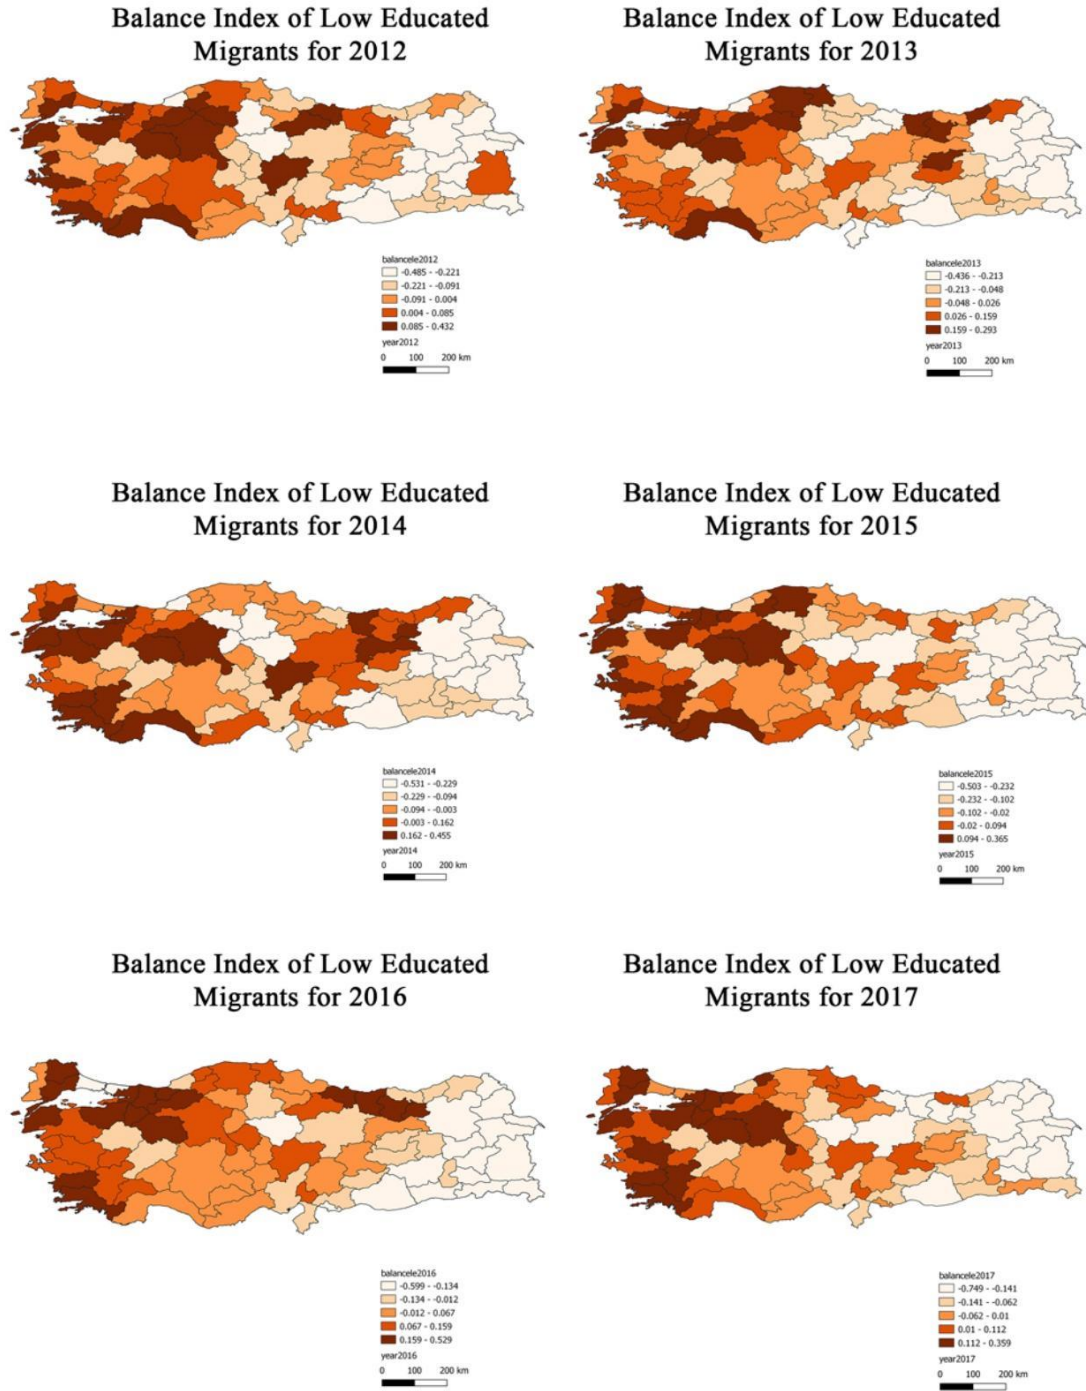 Balance Index of Low Educated
Migrants for 2012
balancele2012
-0.485 - -0.221
-0.221 - -0.091
-0.091 - 0.004
0.004 - 0.085
0.085 - 0.432
year2012
0 100 200 km
Balance Index of Low Educated
Migrants for 2013
balancele2013
-0.436 - -0.213
-0.213 - -0.048
-0.048 - 0.026
0.026 - 0.159
0.159 - 0.293
year2013
0 100 200 km
Balance Index of Low Educated
Migrants for 2014
balancele2014
-0.531 - -0.229
-0.229 - -0.094
-0.094 - -0.003
-0.003 - 0.162
0.162 - 0.455
year2014
0 100 200 km
Balance Index of Low Educated
Migrants for 2015
balancele2015
-0.503 - -0.232
-0.232 - -0.102
-0.102 - -0.02
-0.02 - 0.094
0.094 - 0.365
year2015
0 100 200 km
Balance Index of Low Educated
Migrants for 2016
balancele2016
-0.599 - -0.134
-0.134 - -0.012
-0.012 - 0.067
0.067 - 0.159
0.159 - 0.529
year2016
0 100 200 km
Balance Index of Low Educated
Migrants for 2017
balancele2017
-0.749 - -0.141
-0.141 - -0.062
-0.062 - 0.01
0.01 - 0.112
0.112 - 0.359
year2017
0 100 200 km